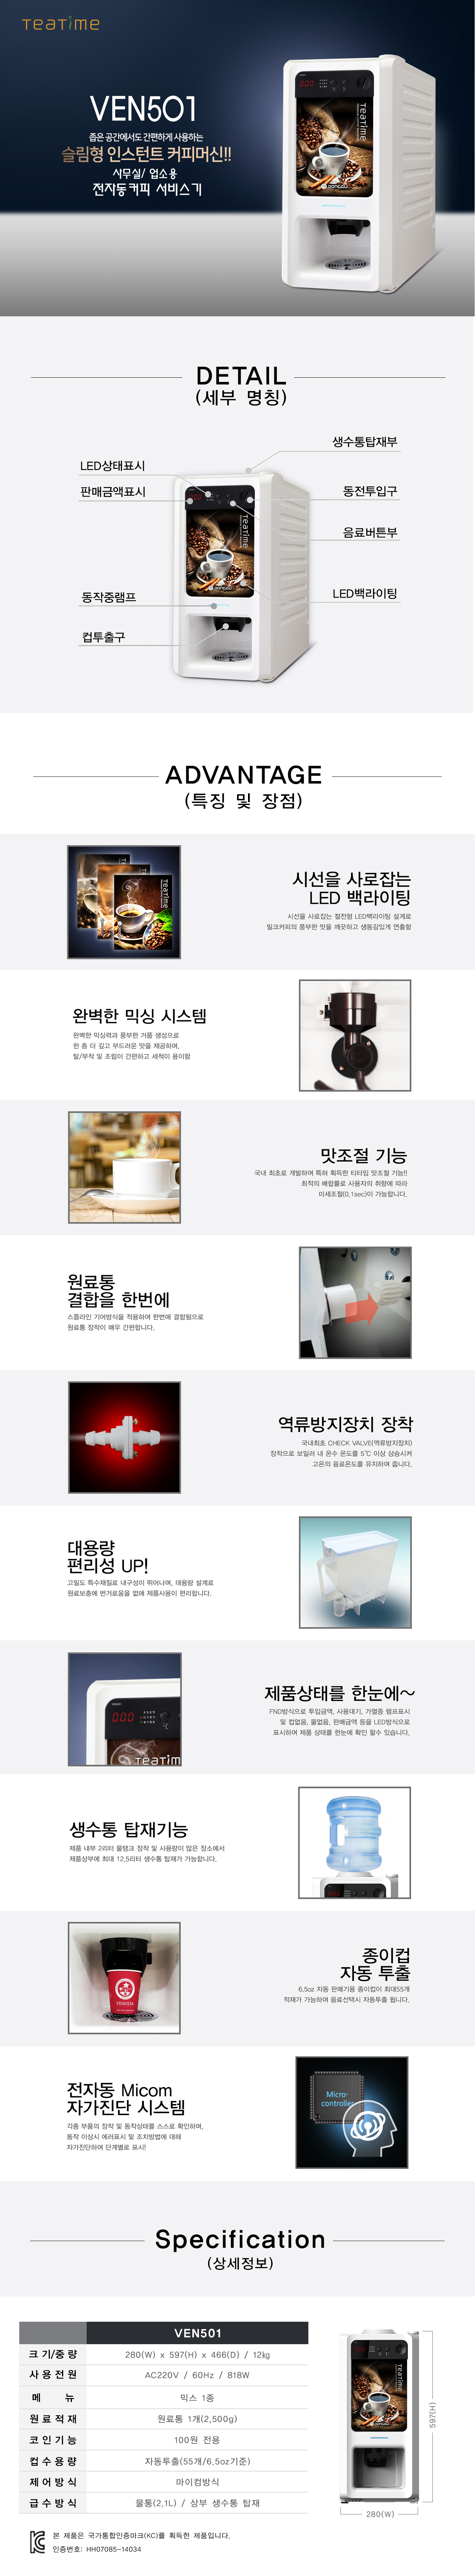 TEATIME
VEN501
좁은 공간에서도 간편하게 사용하는
슬림형 인스턴트 커피머신!!
사무실/ 업소용
전자동커피 서비스기
DETAIL
(세부 명칭)
생수통탑재부
LED상태표시
판매금액표시
동전투입구
음료버튼부
LED백라이팅
동작중램프
컵투출구
ADVANTAGE
(특징 및 장점)
시선을 사로잡는
LED 백라이팅
시선을 사로잡는 절전형 LED백라이팅 설계로
밀크커피의 풍부한 맛을 깨끗하고 생동감있게 연출함
완벽한 믹싱 시스템
완벽한 믹싱력과 풍부한 거품 생성으로
한 층 더 깊고 부드러운 맛을 제공하며,
탈/부착 및 조립이 간편하고 세척이 용이함
맛조절 기능
국내 최초로 개발하여 특허 획득한 티타임 맛조절 기능!!
최적의 배합률로 사용자의 취향에 따라
미세조절(0.1sec)이 가능합니다.
원료통
결합을 한번에
스플라인 기어방식을 적용하여 한번에 결합됨으로
원료통 장착이 매우 간편합니다.
역류방지장치 장착
국내최초 CHECK VALVE(역류방지장치)
장착으로 보일러 내 온수 온도를 5℃ 이상 상승시켜
고온의 음료온도를 유지하여 줍니다.
대용량
편리성 UP!
고밀도 특수재질로 내구성이 뛰어나며, 대용량 설계로
원료보충에 번거로움을 없애 제품사용이 편리합니다.
제품상태를 한눈에~
FND방식으로 투입금액, 사용대기, 가열중 램프표시
및 컵없음, 물없음, 판매금액 등을 LED방식으로
표시하여 제품 상태를 한눈에 확인 할수 있습니다.
TEATIM
생수통 탑재기능
제품 내부 2리터 물탱크 장착 및 사용량이 많은 장소에서
제품상부에 최대 12.5리터 생수통 탑재가 가능합니다.
종이컵
자동 투출
6.5oz 자동 판매기용 종이컵이 최대55개
적재가 가능하여 음료선택시 자동투출 됩니다.
VENUSTA
전자동 Micom
자가진단 시스템
각종 부품의 장착 및 동작상태를 스스로 확인하며,
동작 이상시 에러표시 및 조치방법에 대해
자가진단하여 단계별로 표시!
Micro-
controller
Specification
(상세정보)
VEN501
크기/중량 280(W) x 597(H) x 466(D) / 12kg
사용전원 AC220V / 60Hz / 818W
메 뉴 믹스 1종
원료적재 원료통 1개(2,500g)
코인기능 100원 전용
컵수용량 자동투출(55개/6.5oz기준)
제어방식 마이컴방식
급수방식 물통(2.1L) / 상부 생수통 탑재
597(H)
280(W)
본 제품은 국가통합인증마크(KC)를 획득한 제품입니다.
인증번호: HH07085-14034